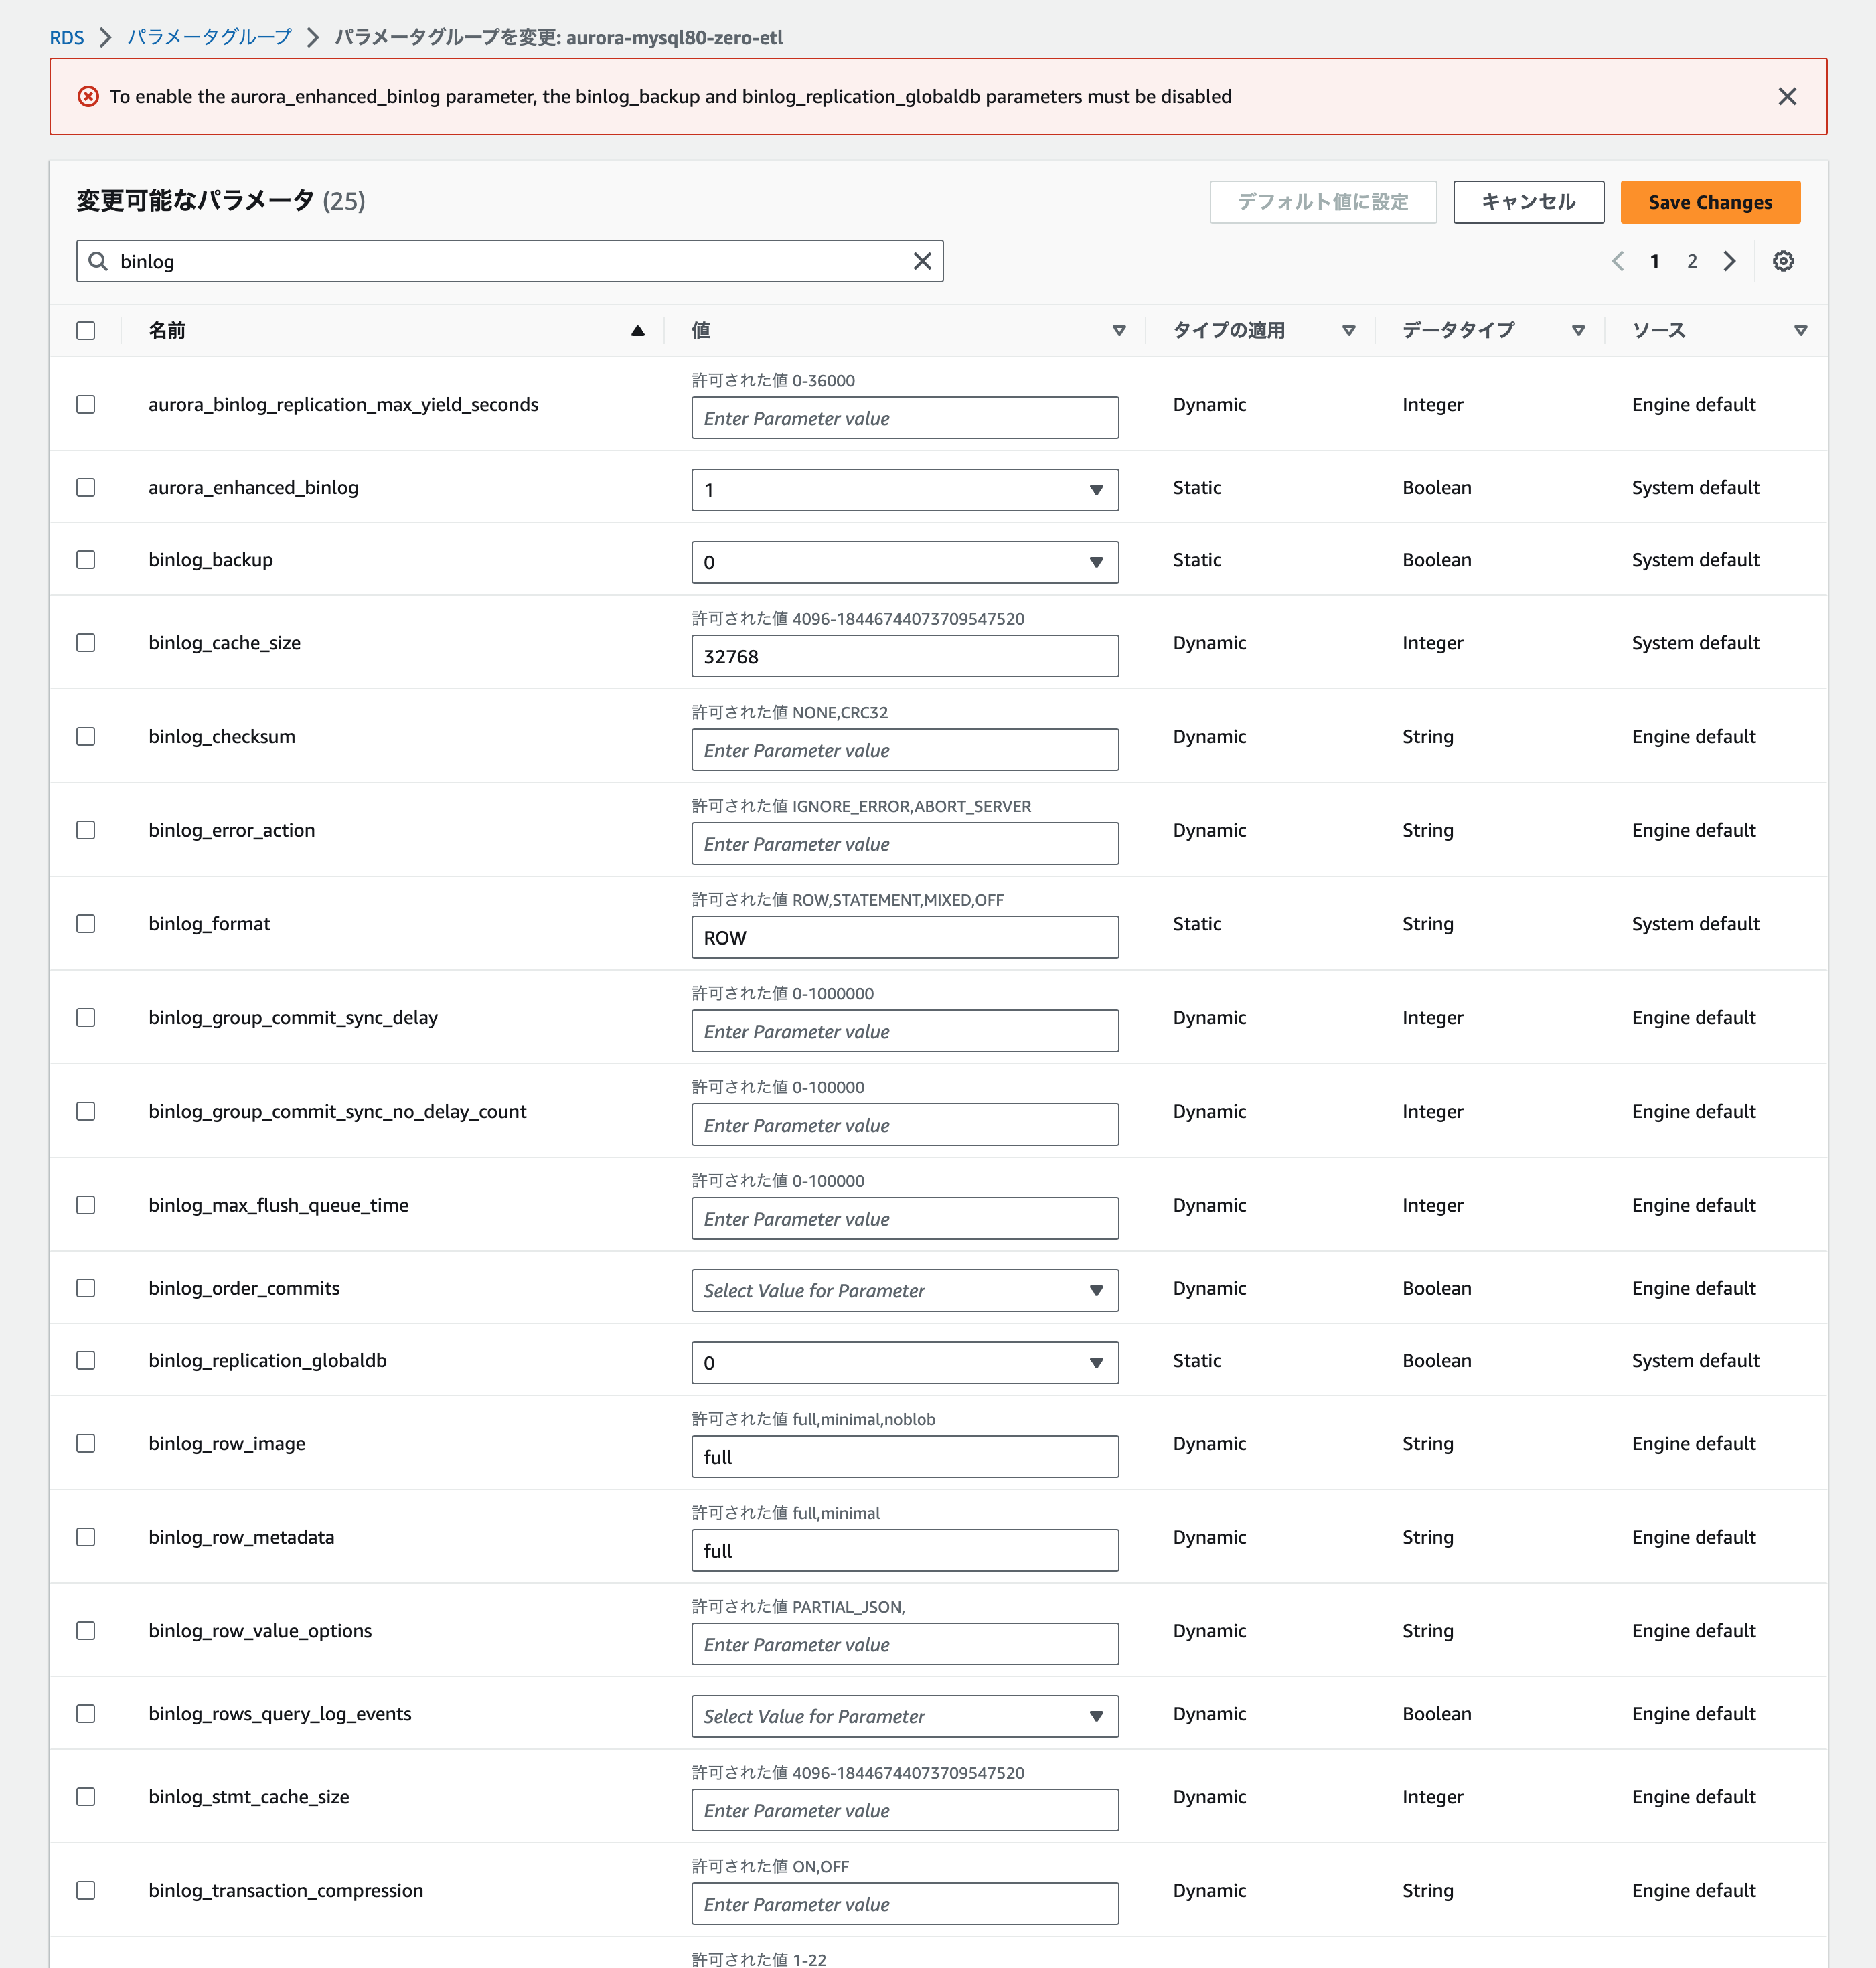 RDS > パラメータグループ > パラメータグループを変更: aurora-mysql80-zero-etl
To enable the aurora_enhanced_binlog parameter, the binlog_backup and binlog_replication_globaldb parameters must be disabled
変更可能なパラメータ (25) デフォルト値に設定 キャンセル Save Changes
binlog 1 2
名前 値 タイプの適用 データタイプ ソース
許可された値 0-36000
aurora_binlog_replication_max_yield_seconds Enter Parameter value Dynamic Integer Engine default
aurora_enhanced_binlog 1 Static Boolean System default
binlog_backup 0 Static Boolean System default
許可された値 4096-18446744073709547520
binlog_cache_size 32768 Dynamic Integer System default
許可された値 NONE,CRC32
binlog_checksum Enter Parameter value Dynamic String Engine default
許可された値 IGNORE_ERROR,ABORT_SERVER
binlog_error_action Enter Parameter value Dynamic String Engine default
許可された値 ROW,STATEMENT,MIXED,OFF
binlog_format ROW Static String System default
許可された値 0-1000000
binlog_group_commit_sync_delay Enter Parameter value Dynamic Integer Engine default
許可された値 0-100000
binlog_group_commit_sync_no_delay_count Enter Parameter value Dynamic Integer Engine default
許可された値 0-100000
binlog_max_flush_queue_time Enter Parameter value Dynamic Integer Engine default
binlog_order_commits Select Value for Parameter Dynamic Boolean Engine default
binlog_replication_globaldb 0 Static Boolean System default
許可された値 full,minimal,noblob
binlog_row_image full Dynamic String Engine default
許可された値 full,minimal
binlog_row_metadata full Dynamic String Engine default
許可された値 PARTIAL_JSON,
binlog_row_value_options Enter Parameter value Dynamic String Engine default
binlog_rows_query_log_events Select Value for Parameter Dynamic Boolean Engine default
許可された値 4096-18446744073709547520
binlog_stmt_cache_size Enter Parameter value Dynamic Integer Engine default
許可された値 ON,OFF
binlog_transaction_compression Enter Parameter value Dynamic String Engine default
許可された値 1-22